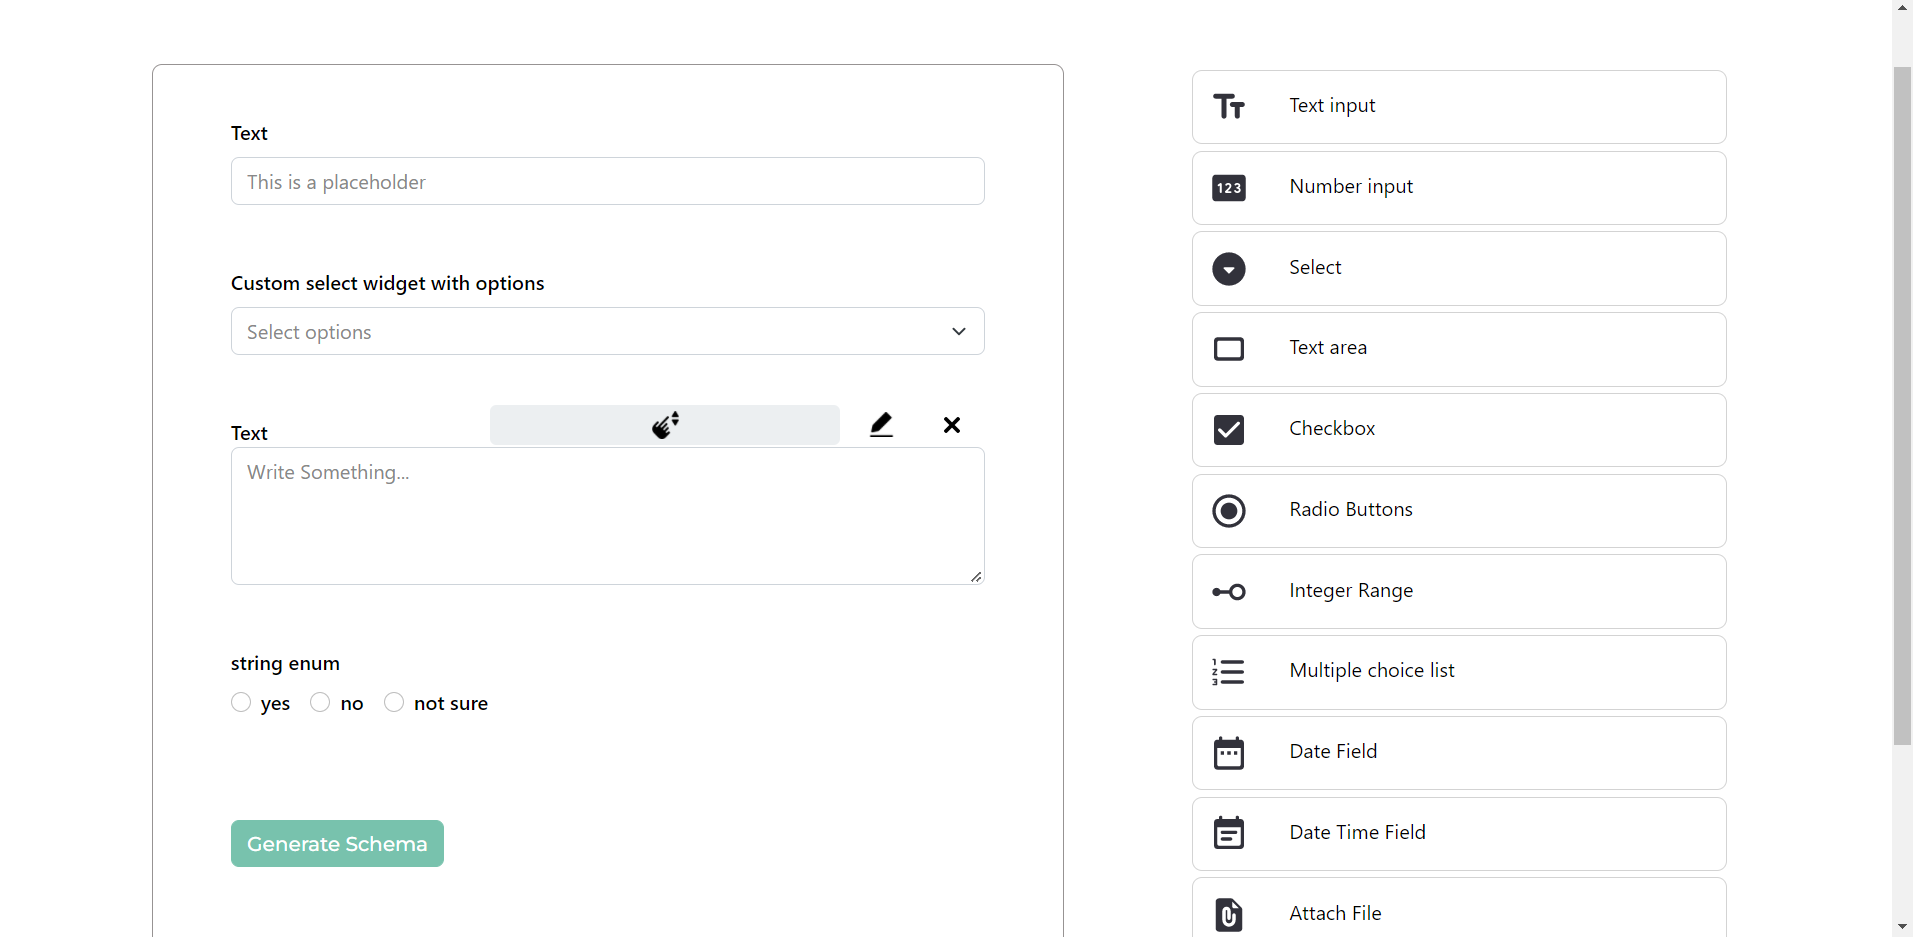 Text
This is a placeholder
Custom select widget with options
Select options
Text
Write Something...
string enum
yes no not sure
Generate Schema
Text input
123 Number input
Select
Text area
Checkbox
Radio Buttons
Integer Range
Multiple choice list
Date Field
Date Time Field
Attach File